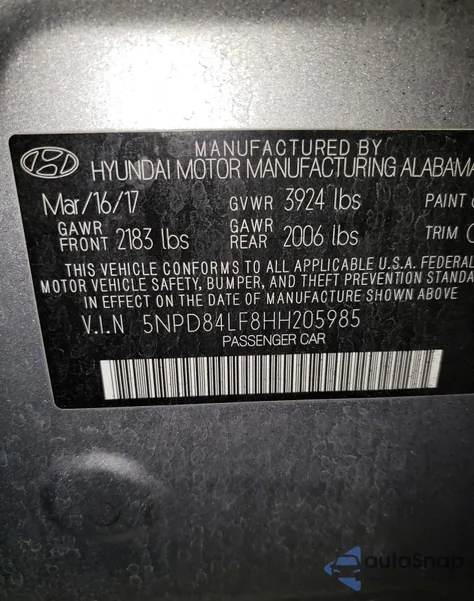 MANUFACTURED BY
HYUNDAI MOTOR MANUFACTURING ALABAMA
Mar/16/17 GVWR 3924 lbs PAINT
GAWR FRONT 2183 lbs GAWR REAR 2006 lbs TRIM
THIS VEHICLE CONFORMS TO ALL APPLICABLE U.S.A. FEDERAL
MOTOR VEHICLE SAFETY, BUMPER, AND THEFT PREVENTION STANDA
IN EFFECT ON THE DATE OF MANUFACTURE SHOWN ABOVE
V.I.N 5NPD84LF8HH205985
PASSENGER CAR
autoSnap